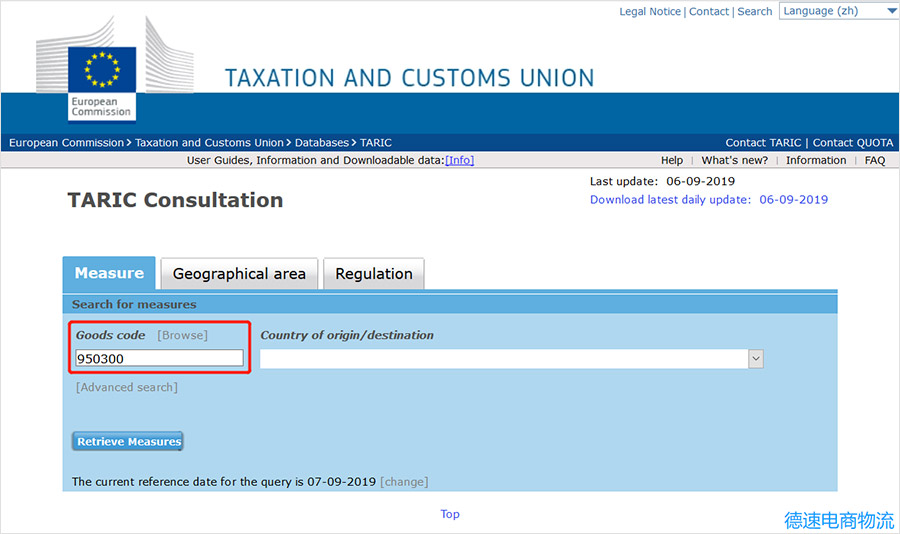 Legal Notice | Contact | Search Language (zh)
TAXATION AND CUSTOMS UNION
European
Commission
European Commission > Taxation and Customs Union > Databases > TARIC Contact TARIC | Contact QUOTA
User Guides, Information and Downloadable data:[Info] Help | What's new? | Information | FAQ
TARIC Consultation
Last update: 06-09-2019
Download latest daily update: 06-09-2019
Measure Geographical area Regulation
Search for measures
Goods code [Browse] Country of origin/destination
950300
[Advanced search]
Retrieve Measures
The current reference date for the query is 07-09-2019 [change]
Top
德速电商物流